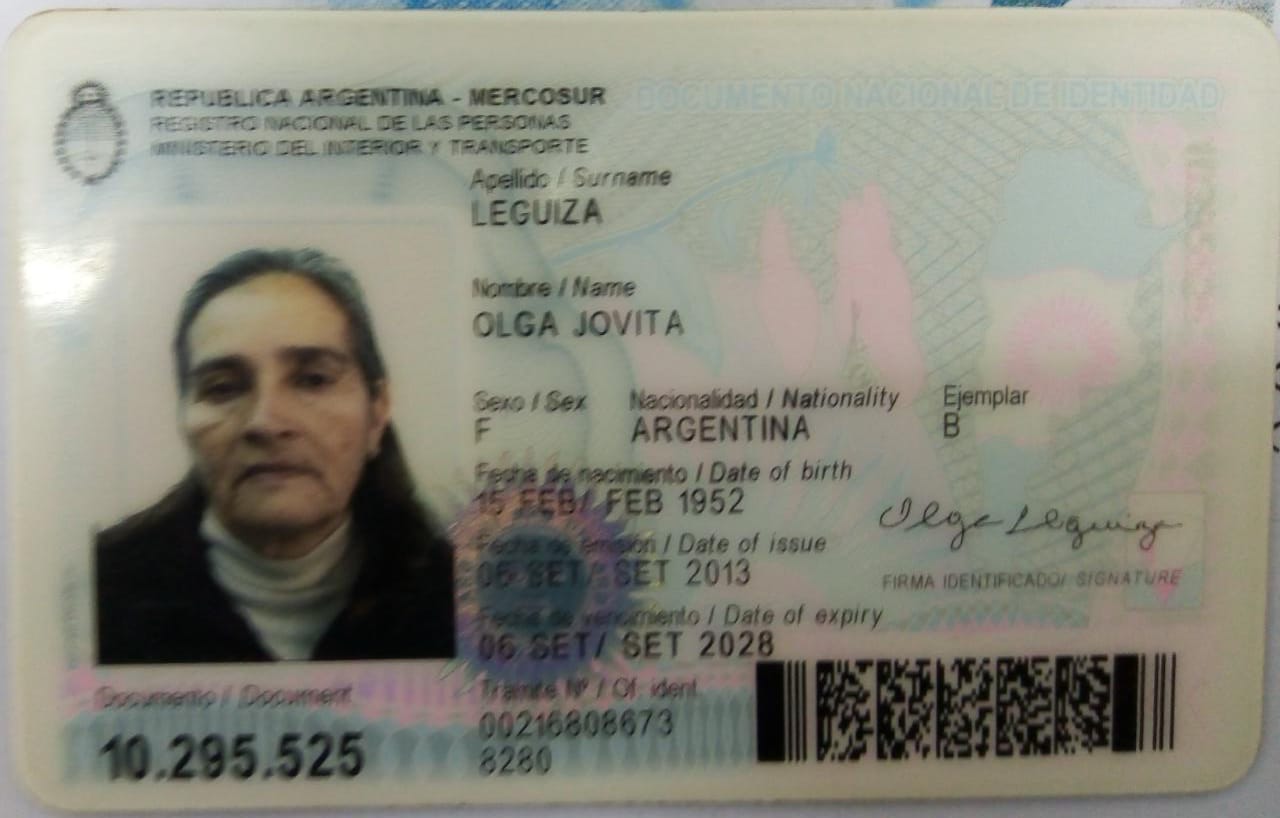 REPUBLICA ARGENTINA - MERCOSUR
REGISTRO NACIONAL DE LAS PERSONAS
MINISTERIO DEL INTERIOR Y TRANSPORTE
DOCUMENTO NACIONAL DE IDENTIDAD
Apellido / Surname
LEGUIZA
Nombre / Name
OLGA JOVITA
Sexo / Sex Nacionalidad / Nationality Ejemplar
F ARGENTINA B
Fecha de nacimiento / Date of birth
15 FEB/ FEB 1952
Olga Leguiza
Fecha de emisión / Date of issue
06 SET/ SET 2013
FIRMA IDENTIFICADO/ SIGNATURE
Fecha de vencimiento / Date of expiry
06 SET/ SET 2028
Documento / Document
10.295.525
Tramite Nº / Of. ident.
00216808673
8280